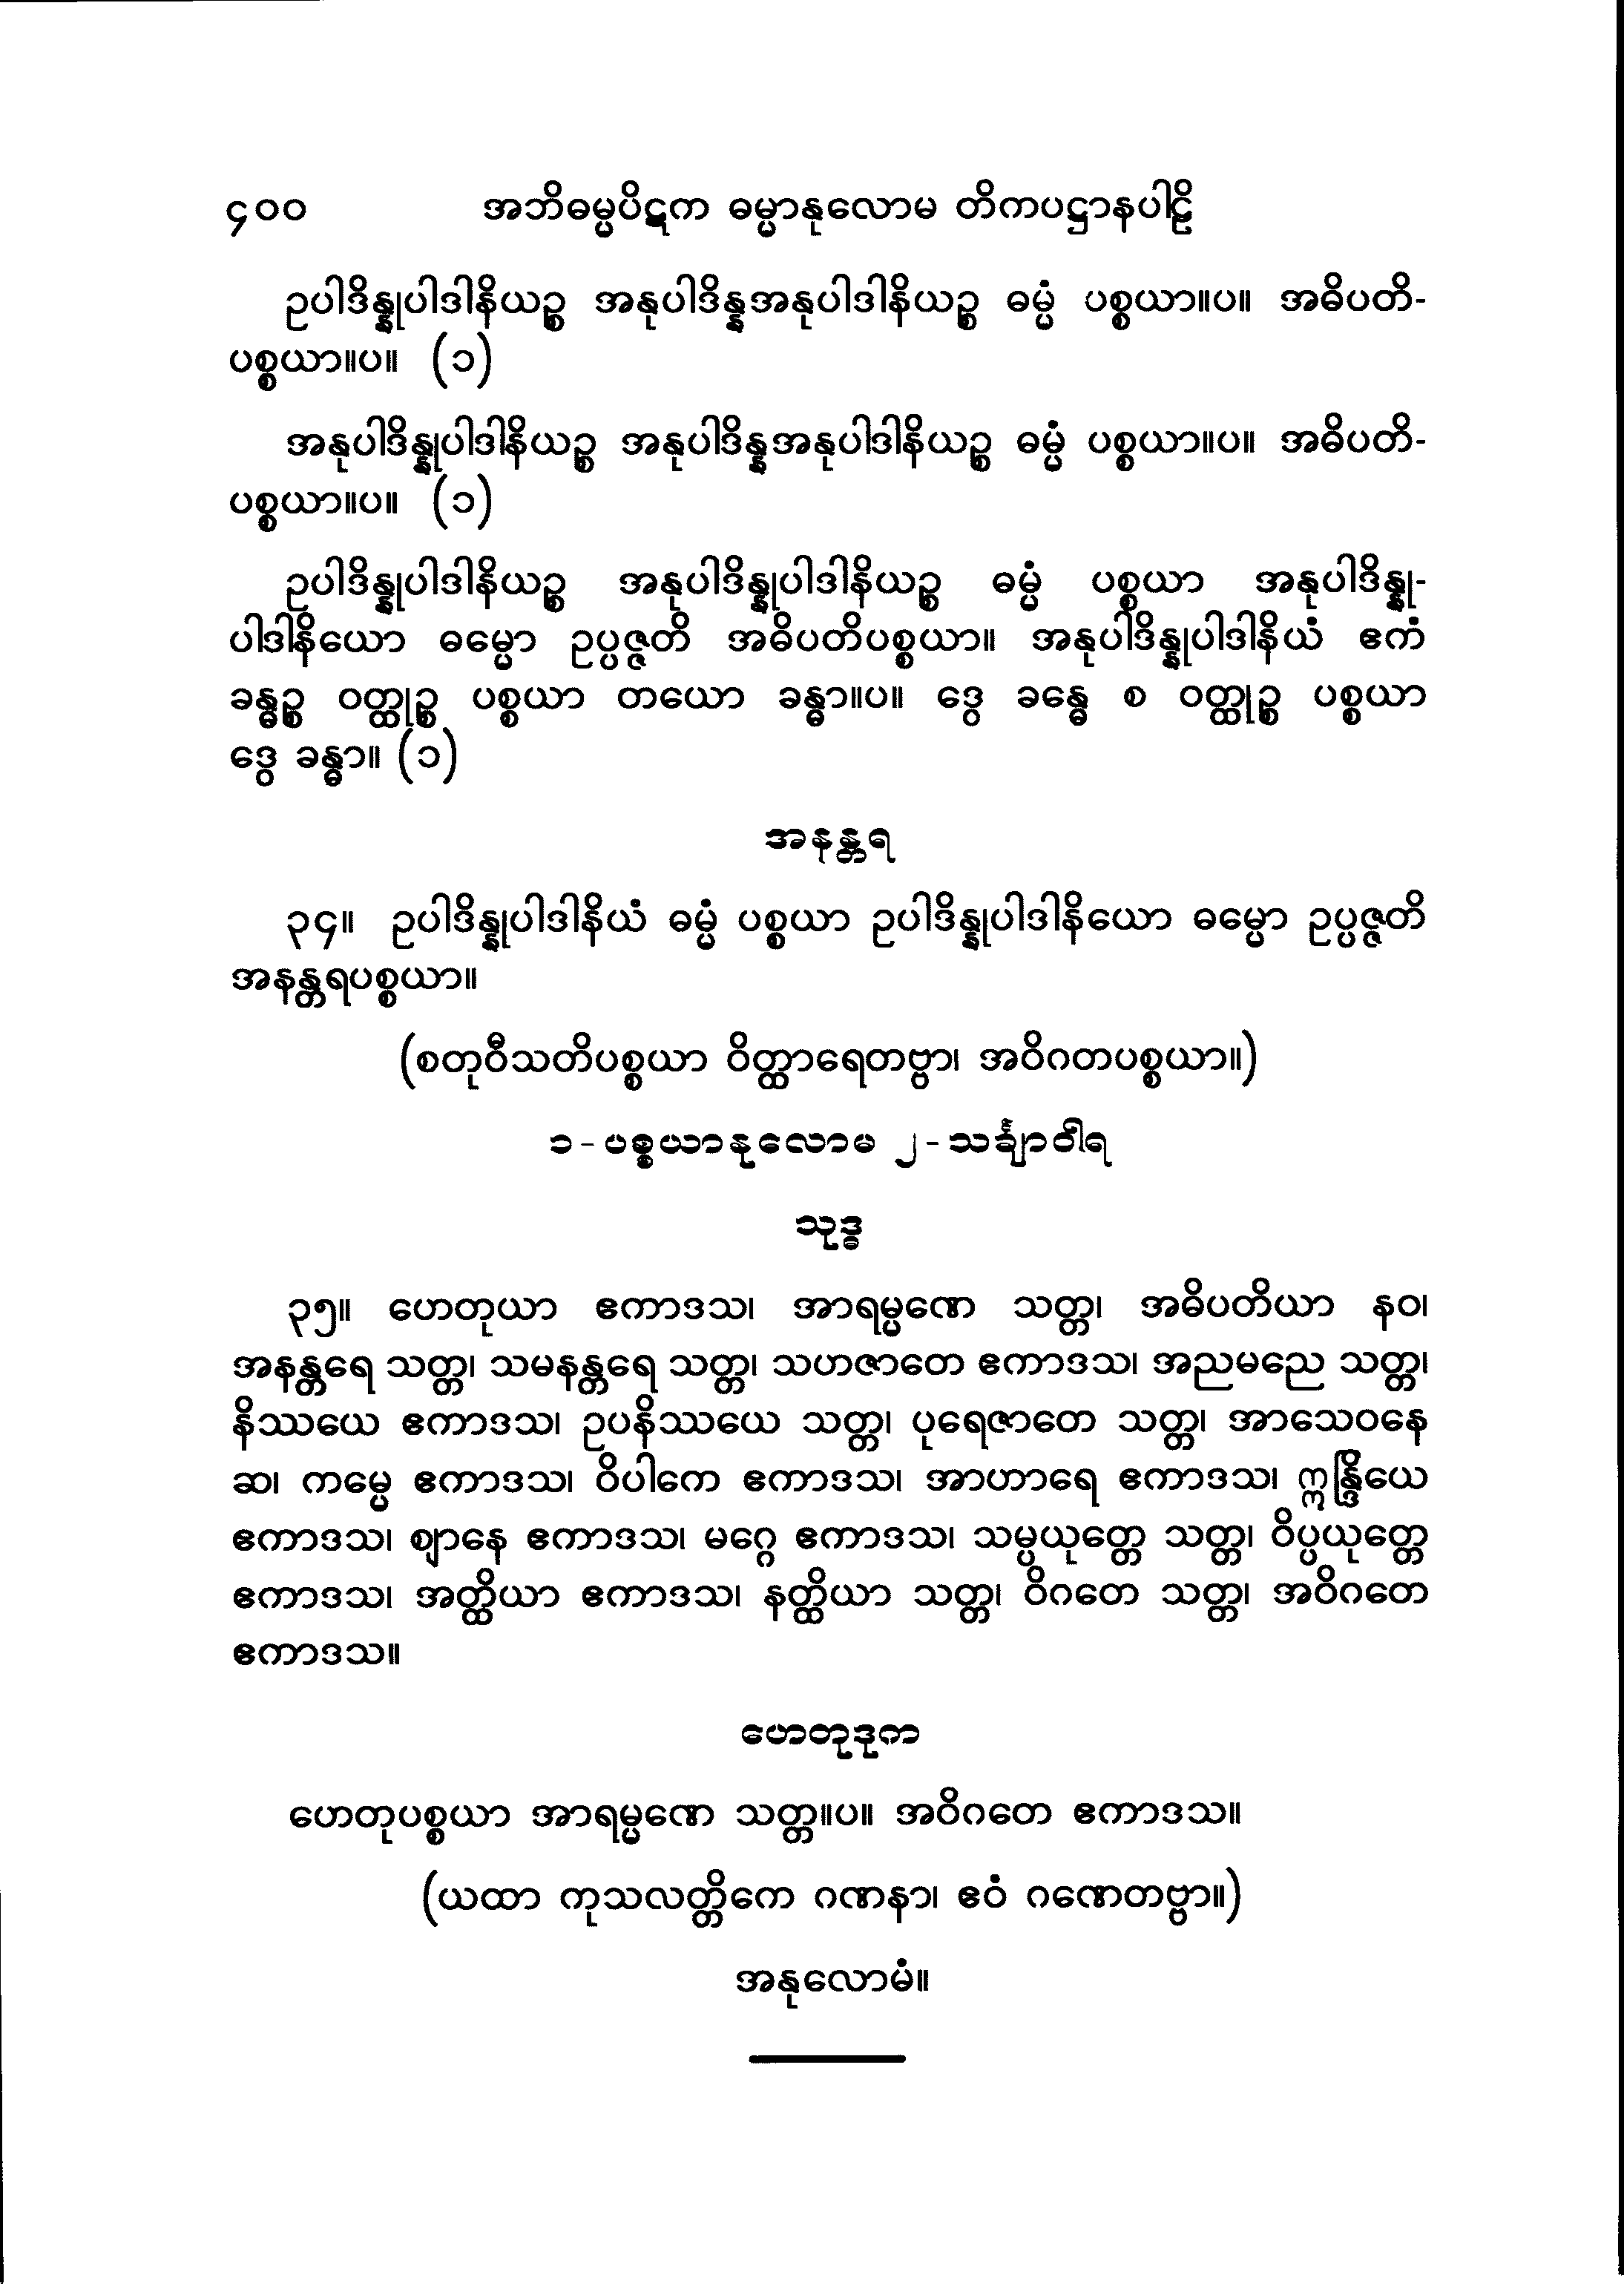 ၄၀၀ အဘိဓမ္မပိဋက ဓမ္မာနုလောမ တိကပဋ္ဌာနပါဠိ
ဥပါဒိန္နုပါဒါနိယဉ္စ အနုပါဒိန္နအနုပါဒါနိယဉ္စ ဓမ္မံ ပစ္စယာ။ပ။ အဓိပတိ-
ပစ္စယာ။ပ။ (၁)
အနုပါဒိန္နုပါဒါနိယဉ္စ အနုပါဒိန္နအနုပါဒါနိယဉ္စ ဓမ္မံ ပစ္စယာ။ပ။ အဓိပတိ-
ပစ္စယာ။ပ။ (၁)
ဥပါဒိန္နုပါဒါနိယဉ္စ အနုပါဒိန္နုပါဒါနိယဉ္စ ဓမ္မံ ပစ္စယာ အနုပါဒိန္နု-
ပါဒါနိယော ဓမ္မော ဥပ္ပဇ္ဇတိ အဓိပတိပစ္စယာ။ အနုပါဒိန္နုပါဒါနိယံ ဧကံ
ခန္ဓဉ္စ ဝတ္ထုဉ္စ ပစ္စယာ တယော ခန္ဓာ။ပ။ ဒွေ ခန္ဓေ စ ဝတ္ထုဉ္စ ပစ္စယာ
ဒွေ ခန္ဓာ။ (၁)
အနန္တရ
၃၄။ ဥပါဒိန္နုပါဒါနိယံ ဓမ္မံ ပစ္စယာ ဥပါဒိန္နုပါဒါနိယော ဓမ္မော ဥပ္ပဇ္ဇတိ
အနန္တရပစ္စယာ။
(စတုဝီသတိပစ္စယာ ဝိတ္ထာရေတဗ္ဗာ၊ အဝိဂတပစ္စယာ။)
၁-ပစ္စယာနုလောမ ၂-သင်္ချာဝါရ
သုဒ္ဓ
၃၅။ ဟေတုယာ ဧကာဒသ၊ အာရမ္မဏေ သတ္တ၊ အဓိပတိယာ နဝ၊
အနန္တရေ သတ္တ၊ သမနန္တရေ သတ္တ၊ သဟဇာတေ ဧကာဒသ၊ အညမညေ သတ္တ၊
နိဿယေ ဧကာဒသ၊ ဥပနိဿယေ သတ္တ၊ ပုရေဇာတေ သတ္တ၊ အာသေဝနေ
ဆ၊ ကမ္မေ ဧကာဒသ၊ ဝိပါကေ ဧကာဒသ၊ အာဟာရေ ဧကာဒသ၊ ဣန္ဒြိယေ
ဧကာဒသ၊ ဈာနေ ဧကာဒသ၊ မဂ္ဂေ ဧကာဒသ၊ သမ္ပယုတ္တေ သတ္တ၊ ဝိပ္ပယုတ္တေ
ဧကာဒသ၊ အတ္ထိယာ ဧကာဒသ၊ နတ္ထိယာ သတ္တ၊ ဝိဂတေ သတ္တ၊ အဝိဂတေ
ဧကာဒသ။
ဟေတုဒုက
ဟေတုပစ္စယာ အာရမ္မဏေ သတ္တ။ပ။ အဝိဂတေ ဧကာဒသ။
(ယထာ ကုသလတ္တိကေ ဂဏနာ၊ ဧဝံ ဂဏေတဗ္ဗာ။)
အနုလောမံ။